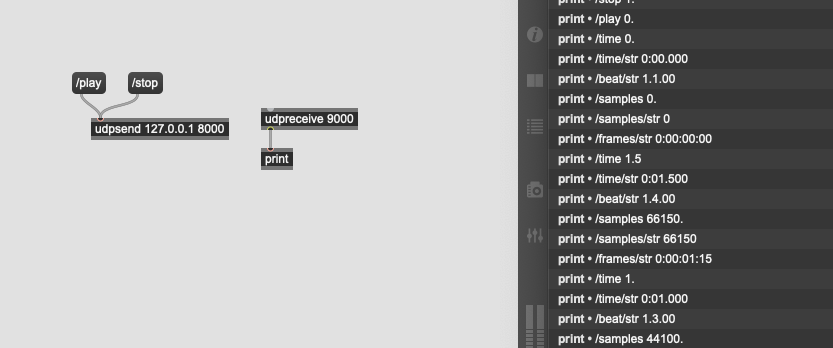 /play
/stop
udpsend 127.0.0.1 8000
udpreceive 9000
print
print • /stop 1.
print • /play 0.
print • /time 0.
print • /time/str 0:00.000
print • /beat/str 1.1.00
print • /samples 0.
print • /samples/str 0
print • /frames/str 0:00:00:00
print • /time 1.5
print • /time/str 0:01.500
print • /beat/str 1.4.00
print • /samples 66150.
print • /samples/str 66150
print • /frames/str 0:00:01:15
print • /time 1.
print • /time/str 0:01.000
print • /beat/str 1.3.00
print • /samples 44100.